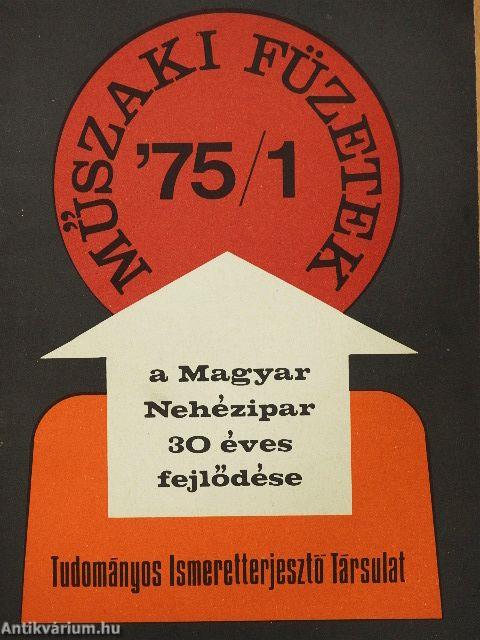 MŰSZAKI FÜZETEK
'75/1
a Magyar
Nehézipar
30 éves
fejlődése
Tudományos Ismeretterjesztő Társulat
Antikvárium.hu